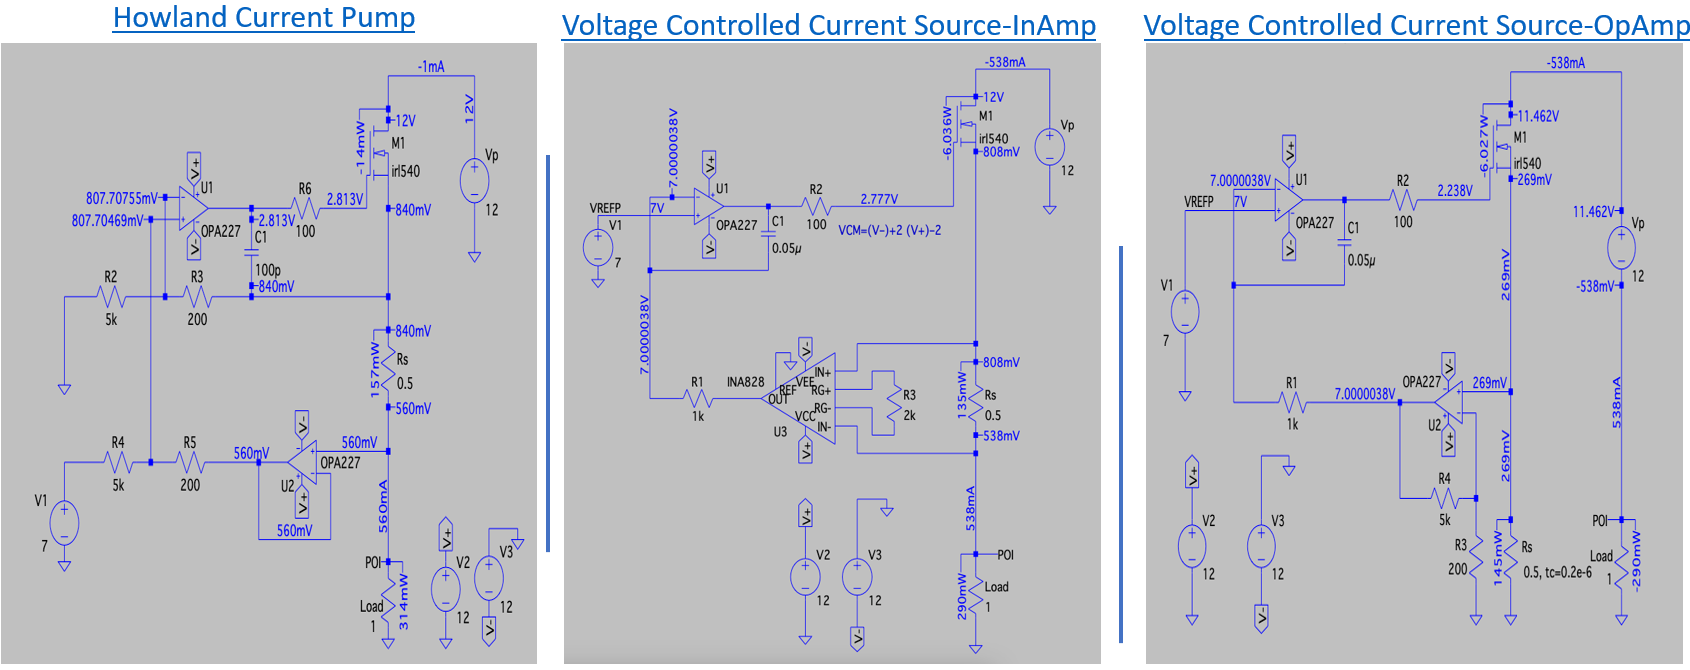 Howland Current Pump
-1mA
12V
12V
-14mW
M1
irl540
Vp
12
V+
U1
807.70755mV
807.70469mV
OPA227
V-
2.813V
R6
100
2.813V
C1
100p
840mV
840mV
R2
5k
R3
200
840mV
157mW
Rs
0.5
560mV
V-
560mV
OPA227
R4
5k
R5
200
560mV
U2
V+
560mV
560mA
V1
7
POI
Load
1
314mW
V+
V2
12
V3
12
V-
Voltage Controlled Current Source-InAmp
-538mA
12V
-6.036W
M1
irl540
808mV
Vp
12
7.0000038V
V+
U1
VREFP
7V
V1
7
OPA227
V-
R2
100
2.777V
C1
0.05µ
VCM=(V-)+2 (V+)-2
7.0000038V
V-
INA828
REF
VEE
OUT
VCC
IN+
RG+
RG-
IN-
U3
V+
R1
1k
R3
2k
808mV
135mW
Rs
0.5
538mV
538mA
POI
Load
1
290mW
V+
V2
12
V3
12
V-
Voltage Controlled Current Source-OpAmp
-538mA
11.462V
-6.027W
M1
irl540
269mV
V+
7.0000038V
U1
VREFP
7V
OPA227
V-
R2
100
2.238V
C1
0.05µ
11.462V
Vp
12
-538mV
269mV
V1
7
V-
OPA227
269mV
R1
1k
7.0000038V
U2
V+
269mV
538mA
R4
5k
R3
200
145mW
Rs
0.5, tc=0.2e-6
POI
Load
1
-290mW
V+
V2
12
V3
12
V-